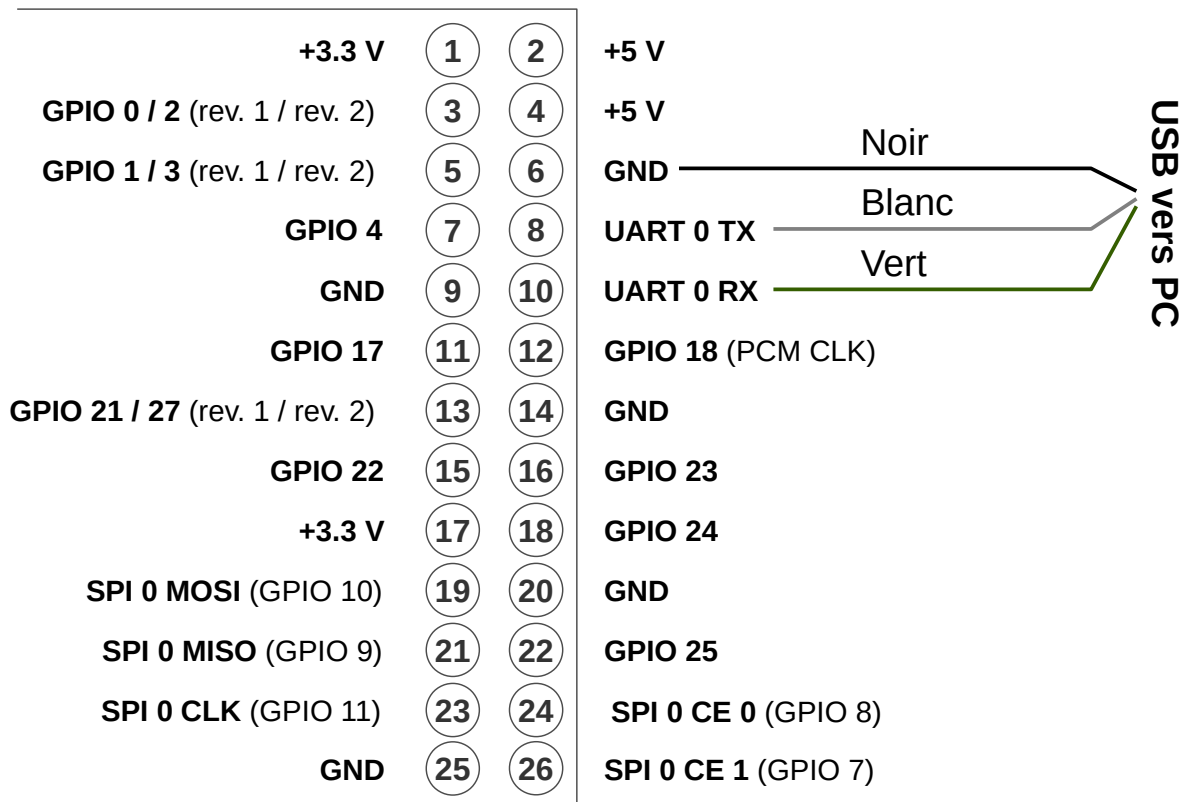 +3.3 V 1 2 +5 V
GPIO 0 / 2 (rev. 1 / rev. 2) 3 4 +5 V
GPIO 1 / 3 (rev. 1 / rev. 2) 5 6 GND Noir
GPIO 4 7 8 UART 0 TX Blanc
GND 9 10 UART 0 RX Vert
GPIO 17 11 12 GPIO 18 (PCM CLK)
GPIO 21 / 27 (rev. 1 / rev. 2) 13 14 GND
GPIO 22 15 16 GPIO 23
+3.3 V 17 18 GPIO 24
SPI 0 MOSI (GPIO 10) 19 20 GND
SPI 0 MISO (GPIO 9) 21 22 GPIO 25
SPI 0 CLK (GPIO 11) 23 24 SPI 0 CE 0 (GPIO 8)
GND 25 26 SPI 0 CE 1 (GPIO 7)
USB vers PC